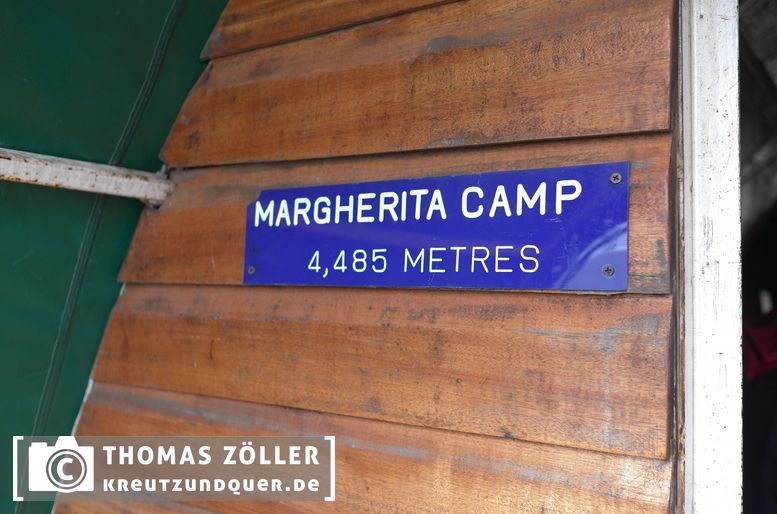 MARGHERITA CAMP
4,485 METRES
© THOMAS ZÖLLER
KREUTZUNDQUER.DE